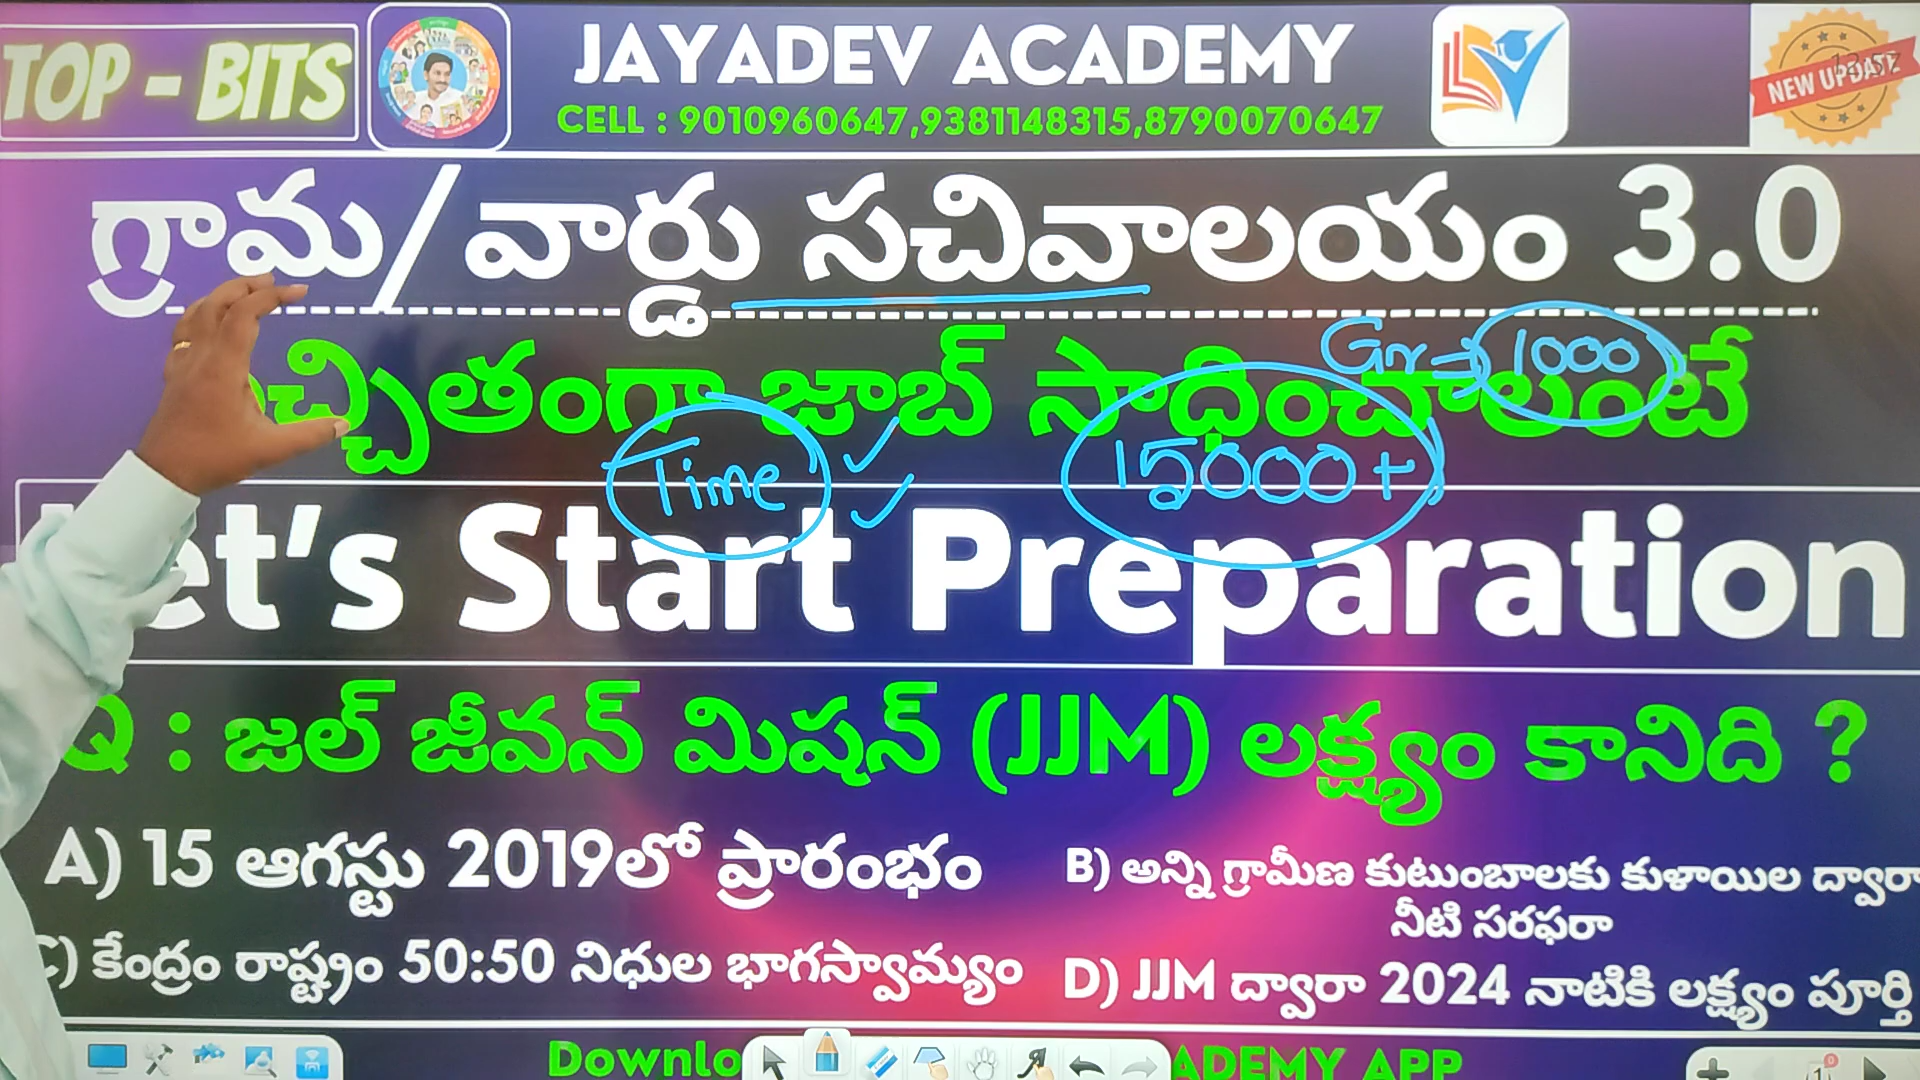 TOP - BITS
JAYADEV ACADEMY
CELL : 9010960647,9381148315,8790070647
NEW UPDATE
గ్రామ/వార్డు సచివాలయం 3.0
Gr → 1000
జాబ్ సాధించాలంటే
Time 15000+
Let's Start Preparation
Q : జల్ జీవన్ మిషన్ (JJM) లక్ష్యం కానిది ?
A) 15 ఆగస్టు 2019లో ప్రారంభం
B) అన్ని గ్రామీణ కుటుంబాలకు కుళాయిల ద్వారా
నీటి సరఫరా
C) కేంద్రం రాష్ట్రం 50:50 నిధుల భాగస్వామ్యం
D) JJM ద్వారా 2024 నాటికి లక్ష్యం పూర్తి
APP